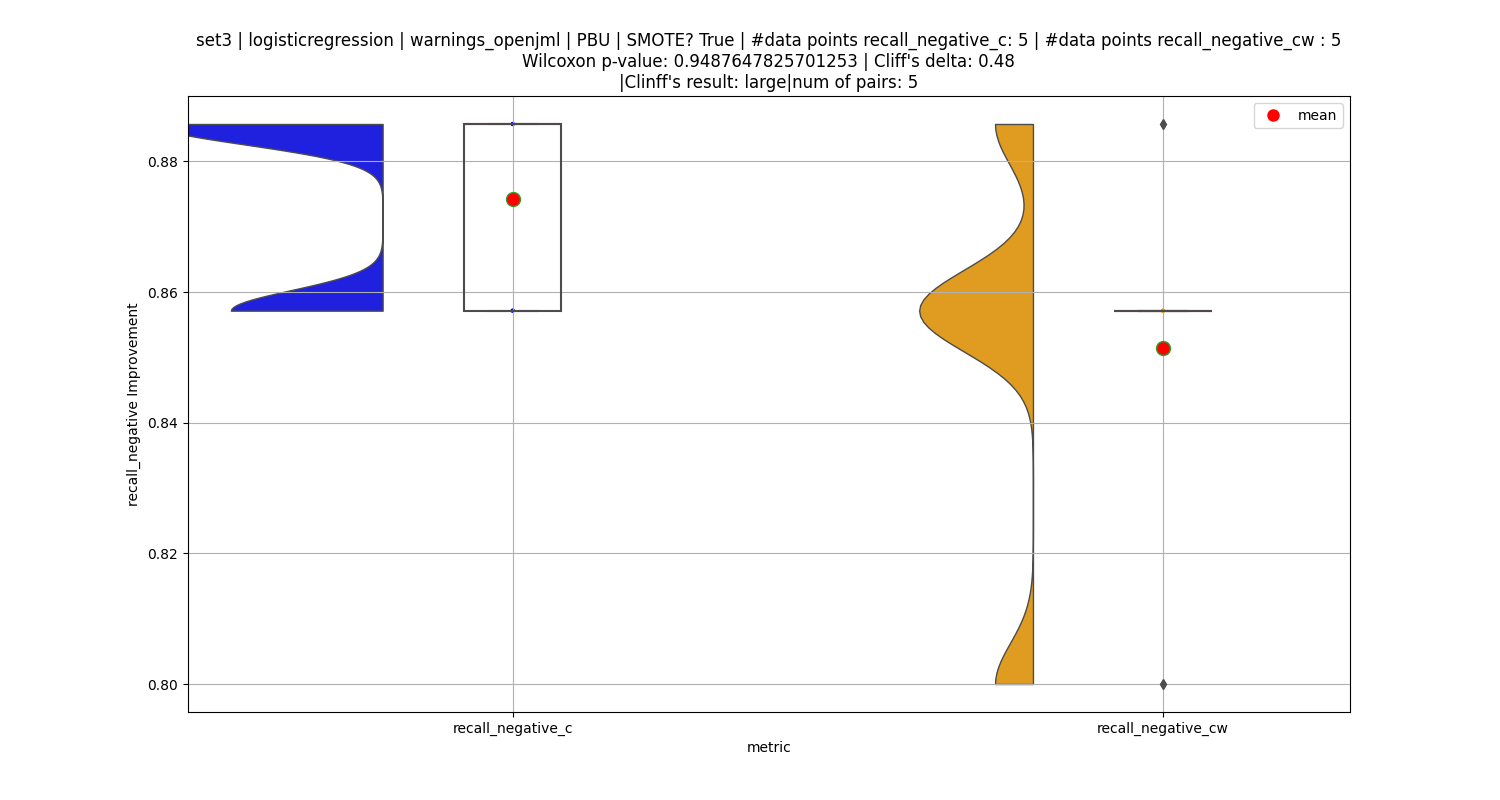 set3 | logisticregression | warnings_openjml | PBU | SMOTE? True | #data points recall_negative_c: 5 | #data points recall_negative_cw : 5
Wilcoxon p-value: 0.9487647825701253 | Cliff's delta: 0.48
|Clinff's result: large|num of pairs: 5
mean
0.88
0.86
0.84
0.82
0.80
recall_negative Improvement
recall_negative_c
recall_negative_cw
metric